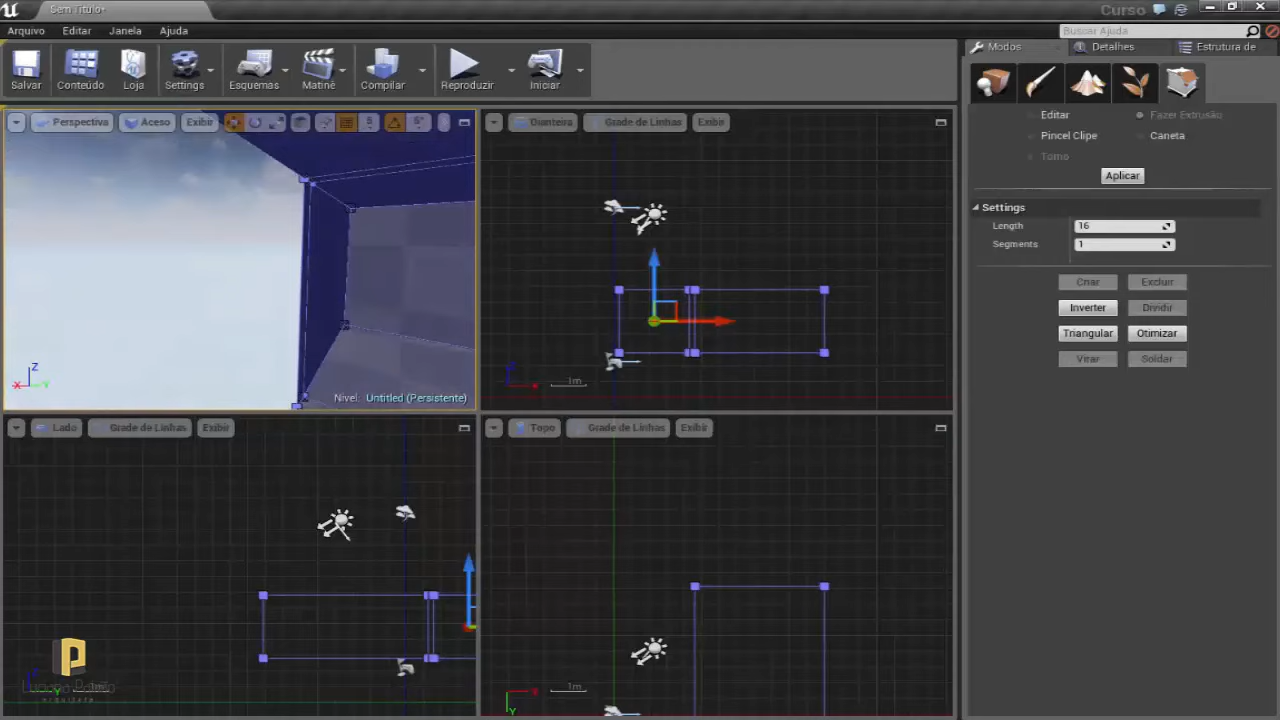 Sem Título*
Curso
Arquivo Editar Janela Ajuda
Buscar Ajuda
Salvar Conteúdo Loja Settings Esquemas Matinê Compilar Reproduzir Iniciar
Modos Detalhes Estrutura de
Editar Fazer Extrusão
Pincel Clipe Caneta
Torno
Aplicar
Settings
Length 16
Segments 1
Criar Excluir
Inverter Dividir
Triangular Otimizar
Virar Soldar
Perspectiva Aceso Exibir
Z
X Y
Nível: Untitled (Persistente)
Dianteira Grade de Linhas Exibir
1m
Lado Grade de Linhas Exibir
Luciano Paixão
arquiteto
Topo Grade de Linhas Exibir
1m
Y